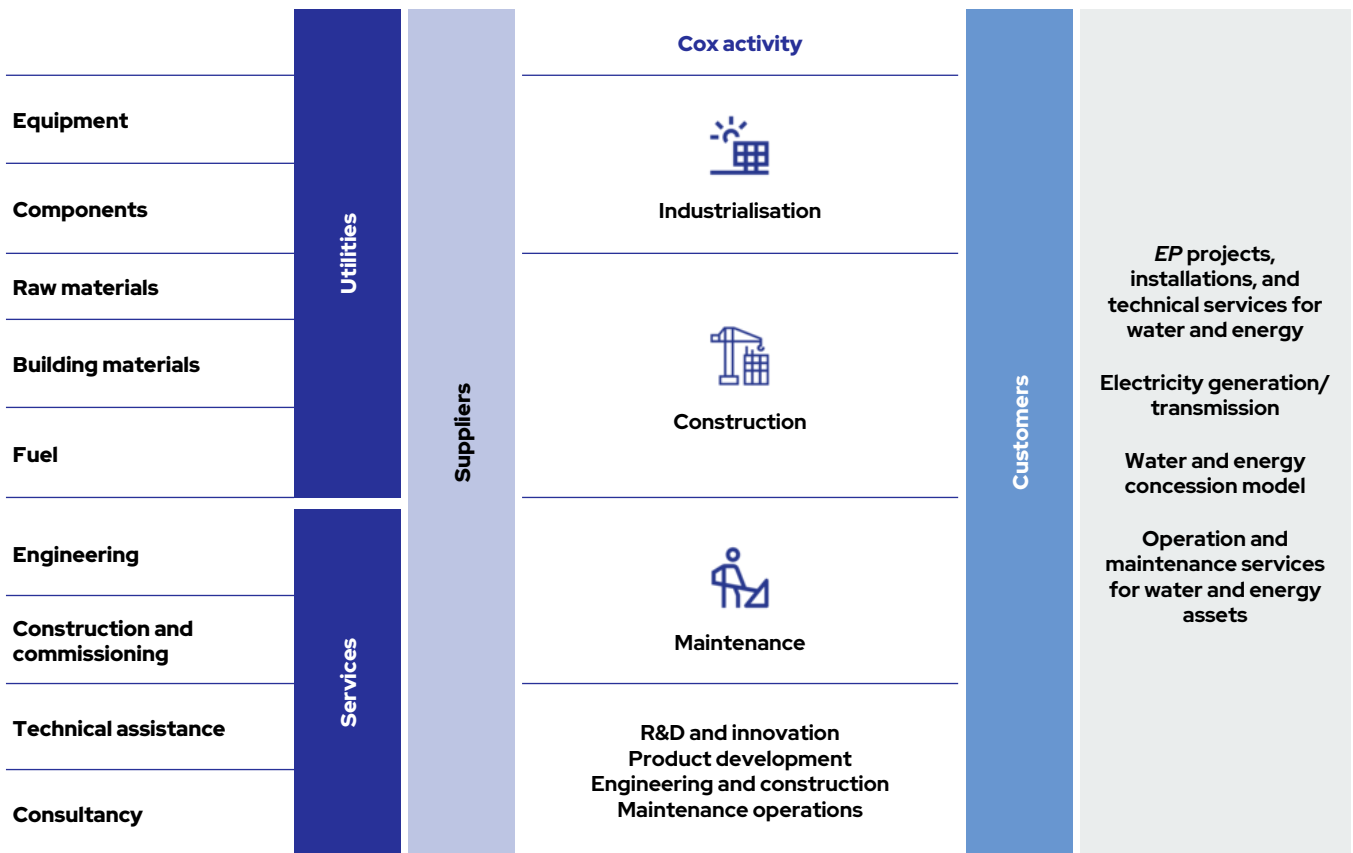 Equipment
Components
Raw materials
Building materials
Fuel
Engineering
Construction and
commissioning
Technical assistance
Consultancy
Utilities
Services
Suppliers
Cox activity
Industrialisation
Construction
Maintenance
R&D and innovation
Product development
Engineering and construction
Maintenance operations
Customers
EP projects,
installations, and
technical services for
water and energy
Electricity generation/
transmission
Water and energy
concession model
Operation and
maintenance services
for water and energy
assets